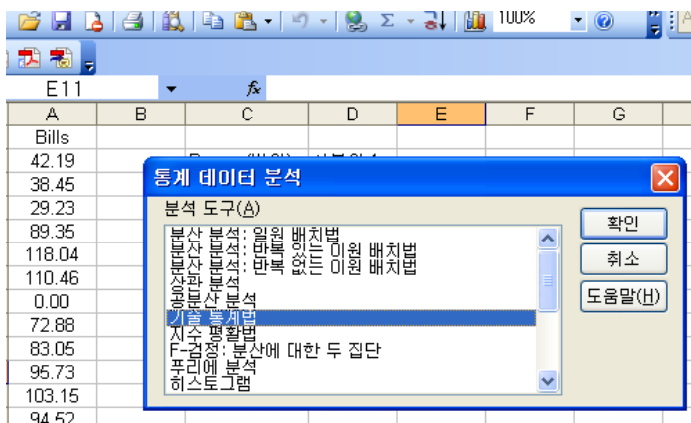 100%
E11
fx
A B C D E F G
Bills
42.19
38.45
29.23
89.35
118.04
110.46
0.00
72.88
83.05
95.73
103.15
94.52
통계 데이터 분석
분석 도구(A)
분산 분석: 일원 배치법
분산 분석: 반복 있는 이원 배치법
분산 분석: 반복 없는 이원 배치법
상관 분석
공분산 분석
기술 통계법
지수 평활법
F-검정: 분산에 대한 두 집단
푸리에 분석
히스토그램
확인
취소
도움말(H)